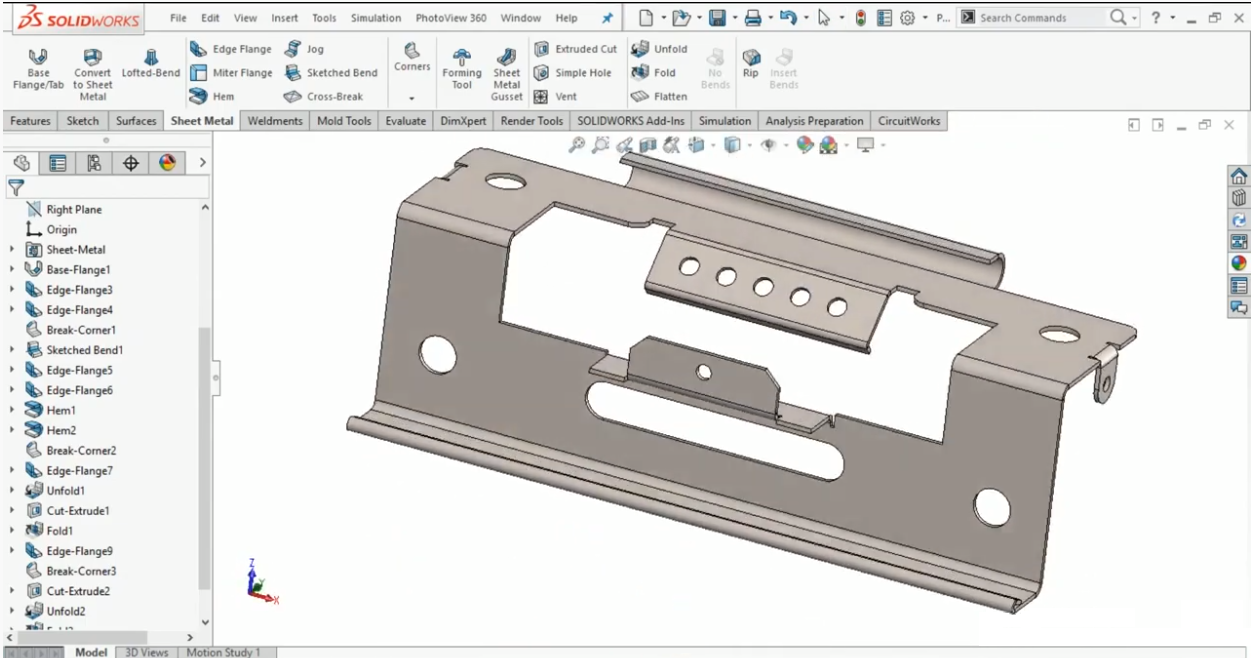 SOLIDWORKS File Edit View Insert Tools Simulation PhotoView 360 Window Help P... Search Commands ?
Edge Flange Jog Extruded Cut Unfold
Base Flange/Tab Convert to Sheet Metal Lofted-Bend Miter Flange Sketched Bend Corners Forming Tool Sheet Metal Gusset Simple Hole Fold No Bends Rip Insert Bends
Hem Cross-Break Vent Flatten
Features Sketch Surfaces Sheet Metal Weldments Mold Tools Evaluate DimXpert Render Tools SOLIDWORKS Add-Ins Simulation Analysis Preparation CircuitWorks
Right Plane
Origin
Sheet-Metal
Base-Flange1
Edge-Flange3
Edge-Flange4
Break-Corner1
Sketched Bend1
Edge-Flange5
Edge-Flange6
Hem1
Hem2
Break-Corner2
Edge-Flange7
Unfold1
Cut-Extrude1
Fold1
Edge-Flange9
Break-Corner3
Cut-Extrude2
Unfold2
Z
Y
X
Model 3D Views Motion Study 1